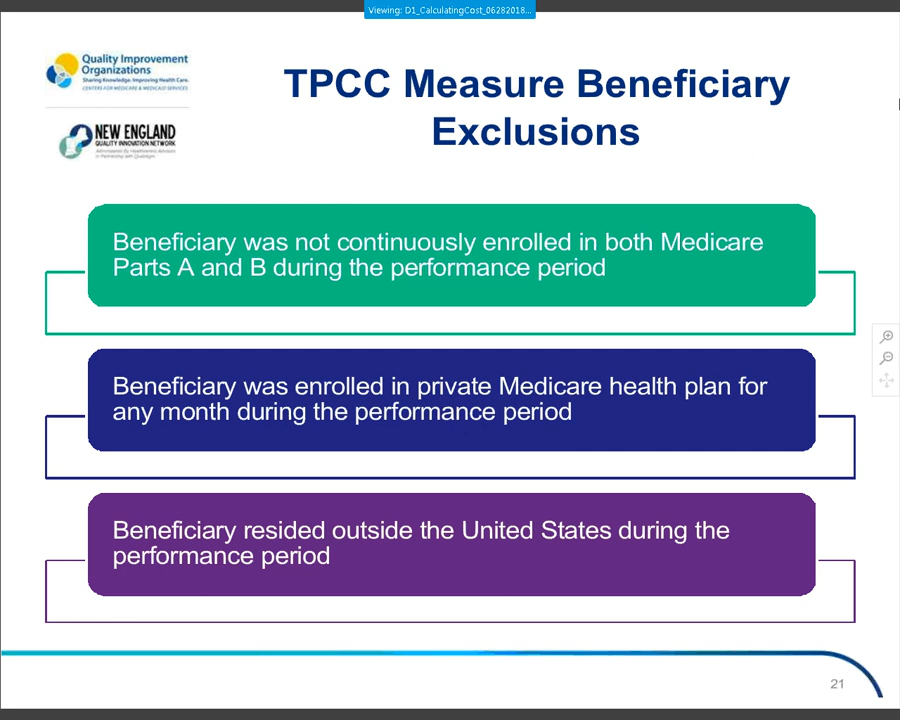 Viewing: D1_CalculatingCost_06282018...
Quality Improvement
Organizations
Sharing Knowledge. Improving Health Care.
CENTERS FOR MEDICARE & MEDICAID SERVICES
NEW ENGLAND
QUALITY INNOVATION NETWORK
TPCC Measure Beneficiary
Exclusions
Beneficiary was not continuously enrolled in both Medicare
Parts A and B during the performance period
Beneficiary was enrolled in private Medicare health plan for
any month during the performance period
Beneficiary resided outside the United States during the
performance period
21